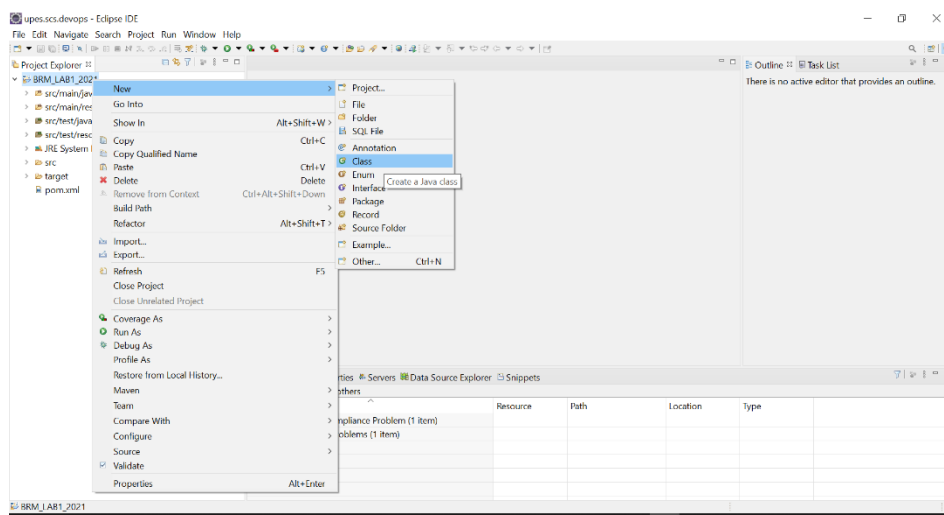 upes.scs.devops - Eclipse IDE
File Edit Navigate Search Project Run Window Help
Project Explorer
BRM_LAB1_202
src/main/jav
src/main/res
src/test/java
src/test/resc
JRE System
src
target
pom.xml
New
Go Into
Show In Alt+Shift+W >
Copy Ctrl+C
Copy Qualified Name
Paste Ctrl+V
Delete Delete
Remove from Context Ctrl+Alt+Shift+Down
Build Path
Refactor Alt+Shift+T >
Import...
Export...
Refresh F5
Close Project
Close Unrelated Project
Coverage As
Run As
Debug As
Profile As
Restore from Local History...
Maven
Team
Compare With
Configure
Source
Validate
Properties Alt+Enter
Project...
File
Folder
SQL File
Annotation
Class
Enum
Interface
Package
Record
Source Folder
Example...
Other... Ctrl+N
Create a Java class
Outline Task List
There is no active editor that provides an outline.
rties Servers Data Source Explorer Snippets
others
Resource Path Location Type
mpliance Problem (1 item)
oblems (1 item)
BRM_LAB1_2021